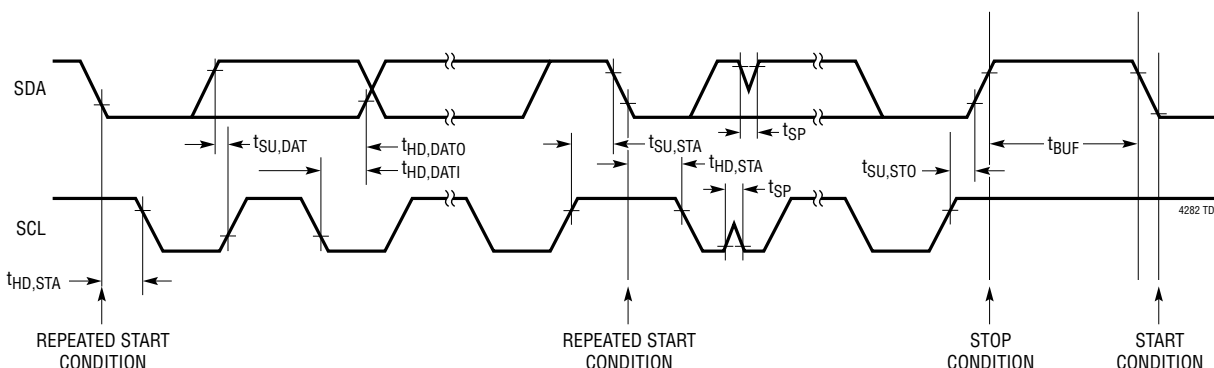 SDA
tSU,DAT
tHD,DATO
tHD,DATI
tSU,STA
tHD,STA
tSP
tSP
tSU,STO
tBUF
4282 TD
SCL
tHD,STA
REPEATED START
CONDITION
REPEATED START
CONDITION
STOP
CONDITION
START
CONDITION